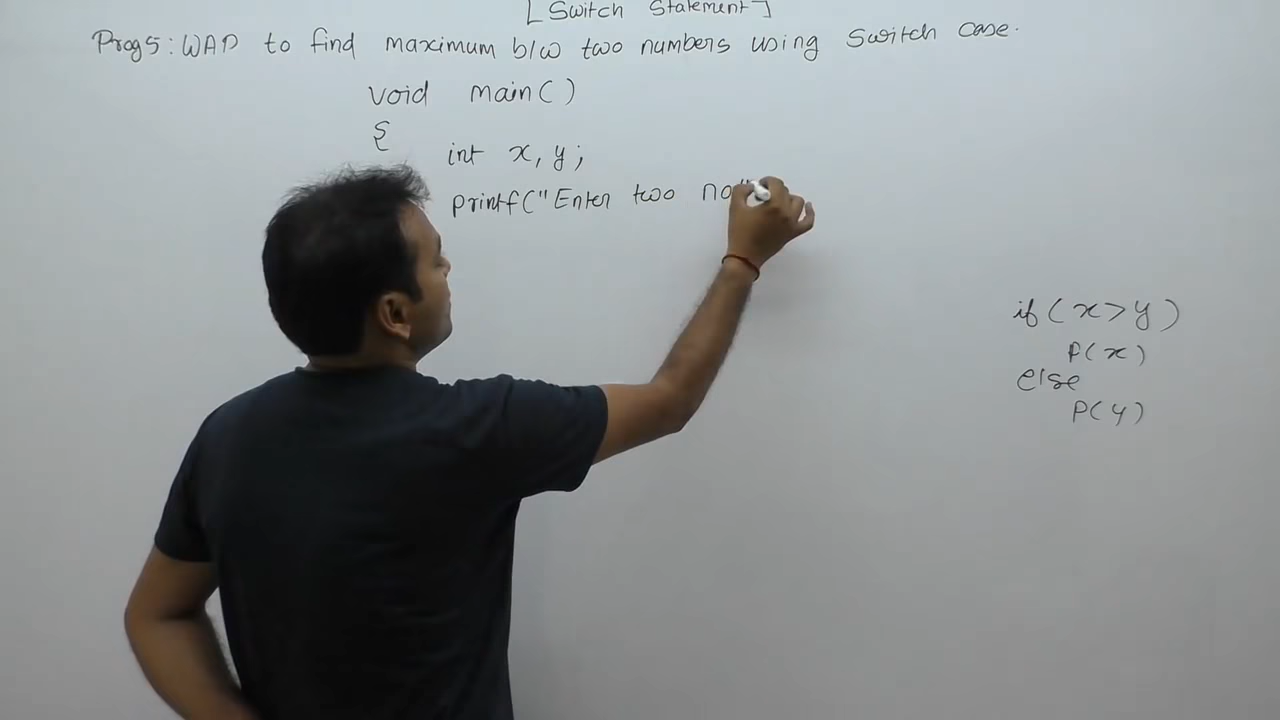 [Switch Statement]
Prog5: WAP to find maximum b/w two numbers using Switch case.
void main()
{
int x, y;
printf("Enter two no"
if(x>y)
P(x)
else
P(y)